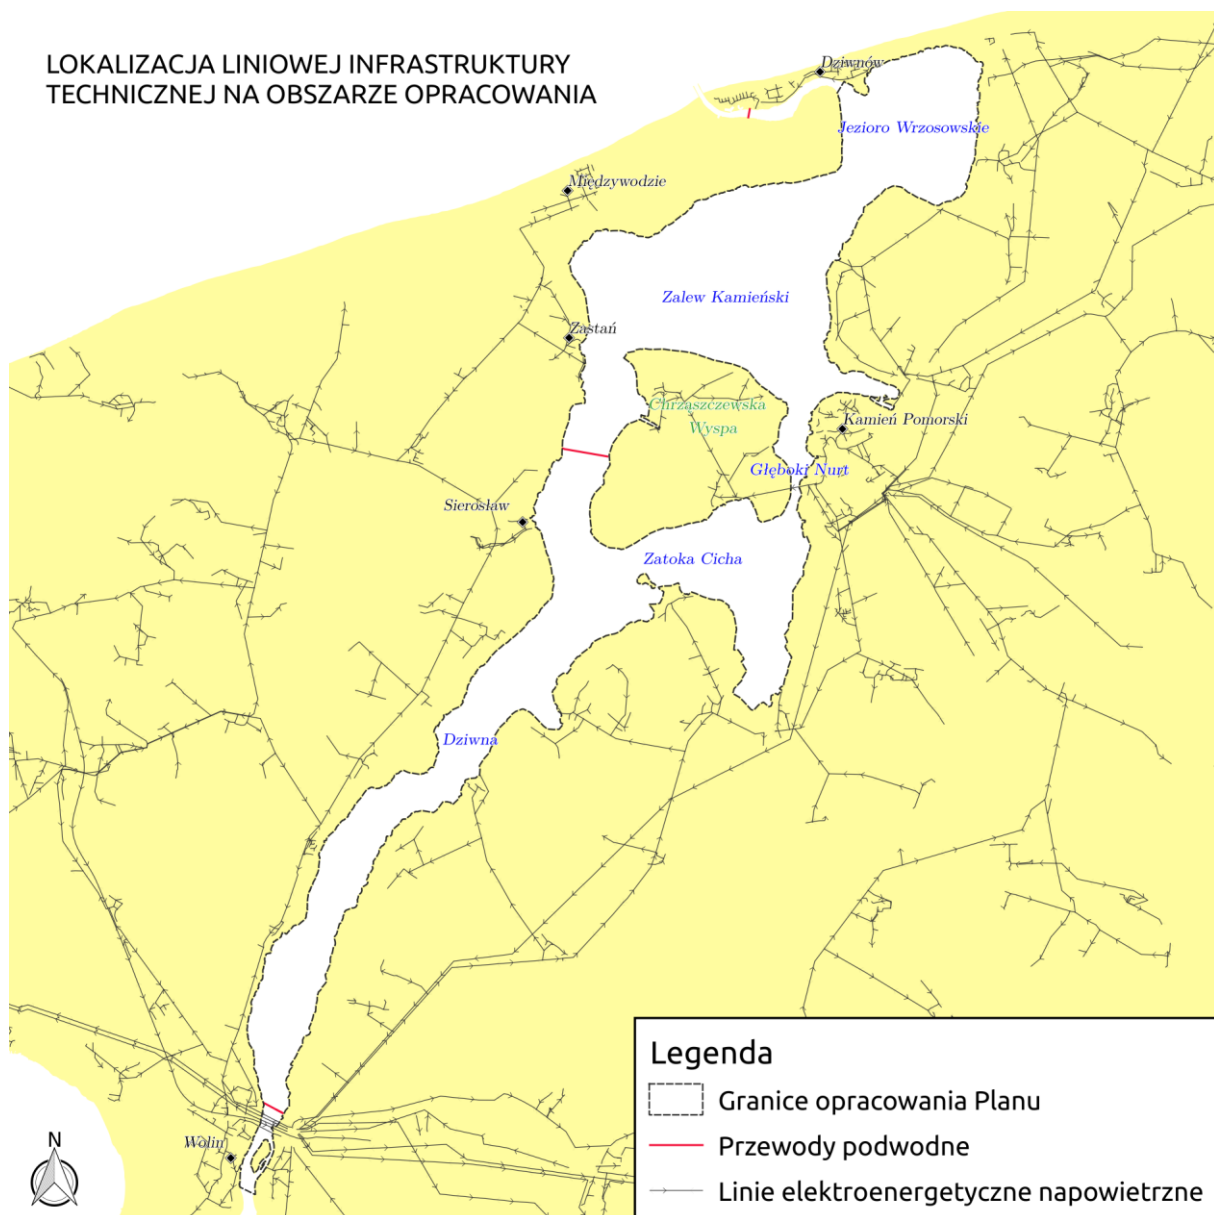 LOKALIZACJA LINIOWEJ INFRASTRUKTURY
TECHNICZNEJ NA OBSZARZE OPRACOWANIA
Dziwnów
Jezioro Wrzosowskie
Międzywodzie
Zalew Kamieński
Zastań
Chrząszczewska
Wyspa
Kamień Pomorski
Głęboki Nurt
Sierosław
Zatoka Cicha
Dziwna
Wolin
N
Legenda
Granice opracowania Planu
Przewody podwodne
Linie elektroenergetyczne napowietrzne